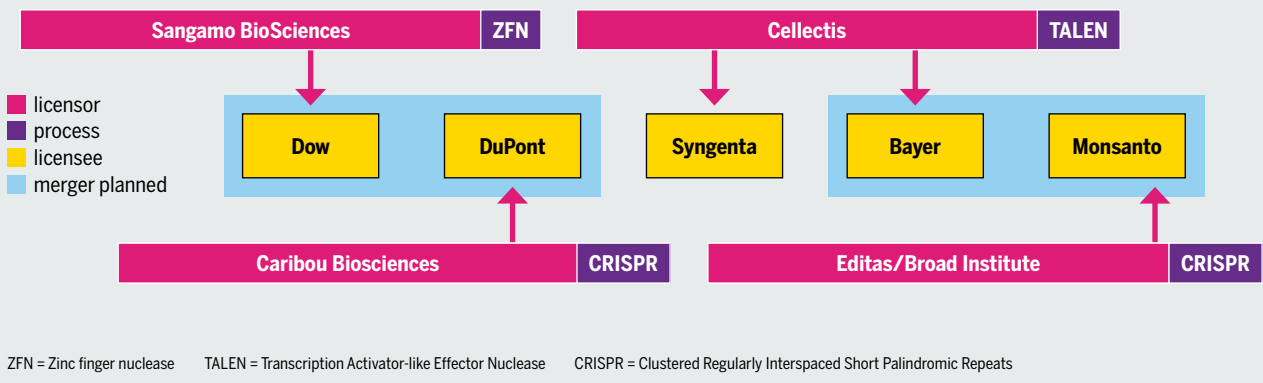 Sangamo BioSciences ZFN Cellectis TALEN
licensor
process
licensee
merger planned
Dow DuPont Syngenta Bayer Monsanto
Caribou Biosciences CRISPR Editas/Broad Institute CRISPR
ZFN = Zinc finger nuclease TALEN = Transcription Activator-like Effector Nuclease CRISPR = Clustered Regularly Interspaced Short Palindromic Repeats